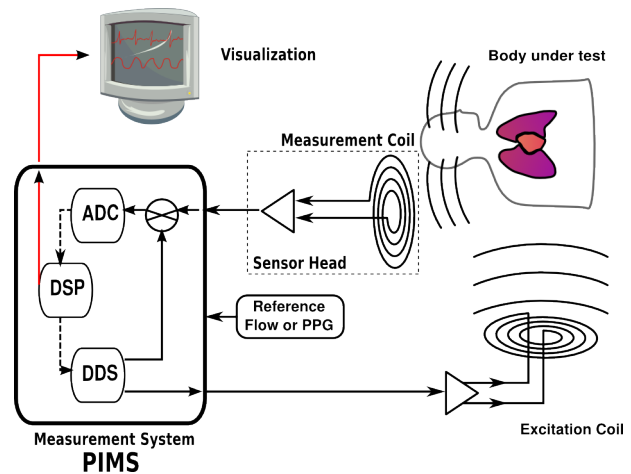 Visualization
Body under test
Measurement Coil
ADC
Sensor Head
DSP
Reference
Flow or PPG
DDS
Excitation Coil
Measurement System
PIMS